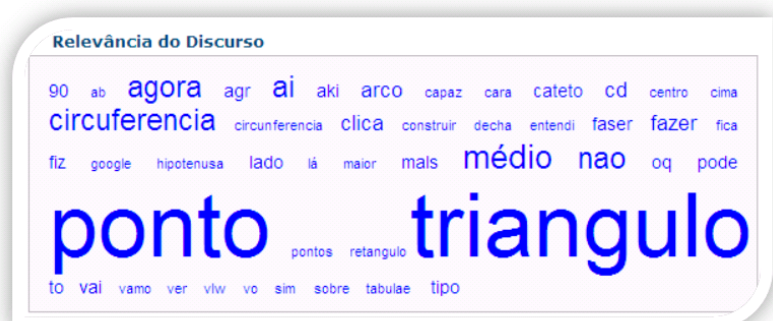 Relevância do Discurso
90 ab agora agr ai aki arco capaz cara cateto cd centro cima
circuferencia circunferencia clica construir decha entendi faser fazer fica
fiz google hipotenusa lado lá maior mals médio nao oq pode
ponto pontos retangulo triangulo
to vai vamo ver vlw vo sim sobre tabulae tipo